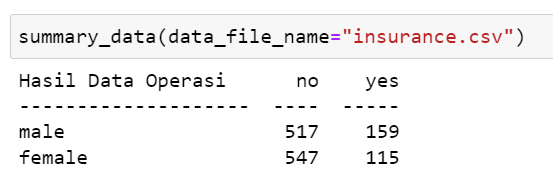 summary_data(data_file_name="insurance.csv")
Hasil Data Operasi      no    yes
--------------------  ----  -----
male                   517    159
female                 547    115